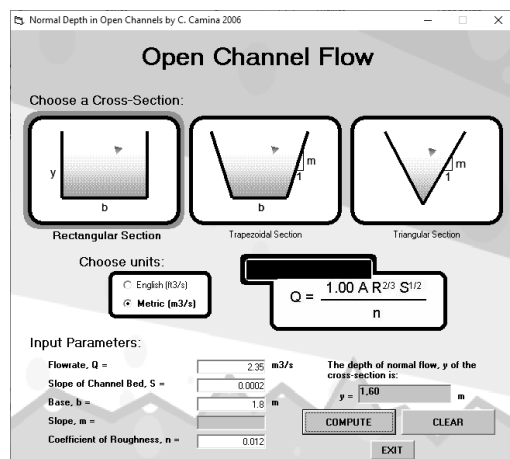 Normal Depth in Open Channels by C. Camina 2006
Open Channel Flow
Choose a Cross-Section:
y
b
m
1
b
m
1
Rectangular Section
Trapezoidal Section
Triangular Section
Choose units:
English (ft3/s)
Metric (m3/s)
Q = 1.00 A R2/3 S1/2
n
Input Parameters:
Flowrate, Q = 2.35 m3/s
Slope of Channel Bed, S = 0.0002
Base, b = 1.8 m
Slope, m =
Coefficient of Roughness, n = 0.012
The depth of normal flow, y of the
cross-section is:
y = 1,60 m
COMPUTE
CLEAR
EXIT